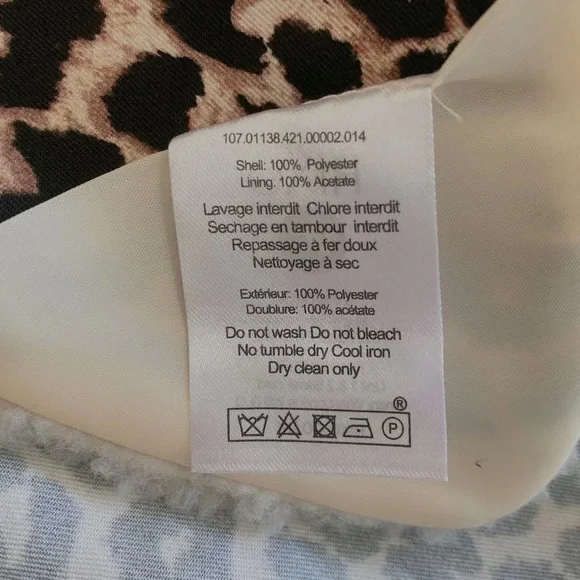 107.01138.421.00002.014
Shell: 100% Polyester
Lining. 100% Acetate
Lavage interdit Chlore interdit
Sechage en tambour interdit
Repassage à fer doux
Nettoyage à sec
Extérieur: 100% Polyester
Doublure: 100% acétate
Do not wash Do not bleach
No tumble dry Cool iron
Dry clean only
®
P